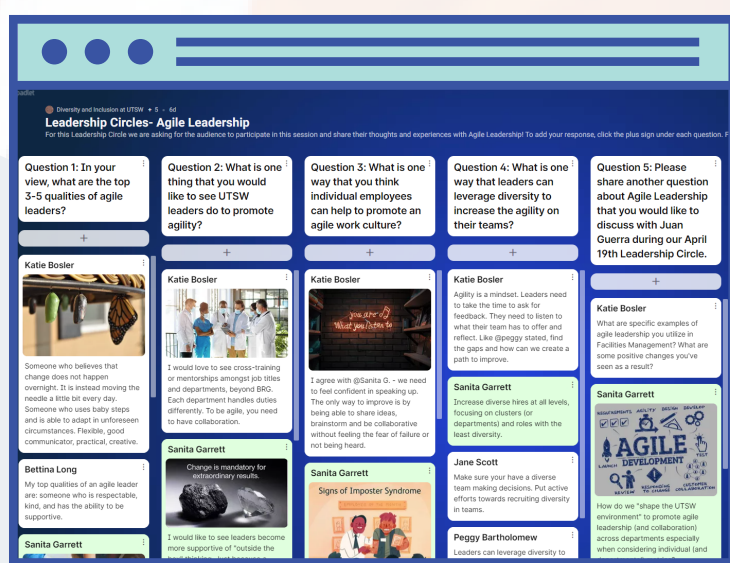 padlet
Diversity and Inclusion at UTSW + 5 • 6d
Leadership Circles- Agile Leadership
For this Leadership Circle we are asking for the audience to participate in this session and share their thoughts and experiences with Agile Leadership! To add your response, click the plus sign under each question. F
Question 1: In your
view, what are the top
3-5 qualities of agile
leaders?
+
Katie Bosler
Someone who believes that
change does not happen
overnight. It is instead moving the
needle a little bit every day.
Someone who uses baby steps
and is able to adapt in unforeseen
circumstances. Flexible, good
communicator, practical, creative.
Bettina Long
My top qualities of an agile leader
are: someone who is respectable,
kind, and has the ability to be
supportive.
Sanita Garrett
Question 2: What is one
thing that you would
like to see UTSW
leaders do to promote
agility?
+
Katie Bosler
I would love to see cross-training
or mentorships amongst job titles
and departments, beyond BRG.
Each department handles duties
differently. To be agile, you need
to have collaboration.
Sanita Garrett
Change is mandatory for
extraordinary results.
I would like to see leaders become
more supportive of "outside the
Question 3: What is one
way that you think
individual employees
can help to promote an
agile work culture?
+
Katie Bosler
you are
What you listen to
I agree with @Sanita G. - we need
to feel confident in speaking up.
The only way to improve is by
being able to share ideas,
brainstorm and be collaborative
without feeling the fear of failure or
not being heard.
Sanita Garrett
Signs of Imposter Syndrome
Question 4: What is one
way that leaders can
leverage diversity to
increase the agility on
their teams?
+
Katie Bosler
Agility is a mindset. Leaders need
to take the time to ask for
feedback. They need to listen to
what their team has to offer and
reflect. Like @peggy stated, find
the gaps and how can we create a
path to improve.
Sanita Garrett
Increase diverse hires at all levels,
focusing on clusters (or
departments) and roles with the
least diversity.
Jane Scott
Make sure your have a diverse
team making decisions. Put active
efforts towards recruiting diversity
in teams.
Peggy Bartholomew
Leaders can leverage diversity to
Question 5: Please
share another question
about Agile Leadership
that you would like to
discuss with Juan
Guerra during our April
19th Leadership Circle.
+
Katie Bosler
What are specific examples of
agile leadership you utilize in
Facilities Management? What are
some positive changes you've
seen as a result?
Sanita Garrett
REQUIREMENTS AGILITY DESIGN DEVELOP
AGILE
DEVELOPMENT
TEST
LAUNCH
REVIEW
RESPONDING
TO CHANGE
CUSTOMER
COLLABORATION
How do we "shape the UTSW
environment" to promote agile
leadership (and collaboration)
across departments especially
when considering individual (and